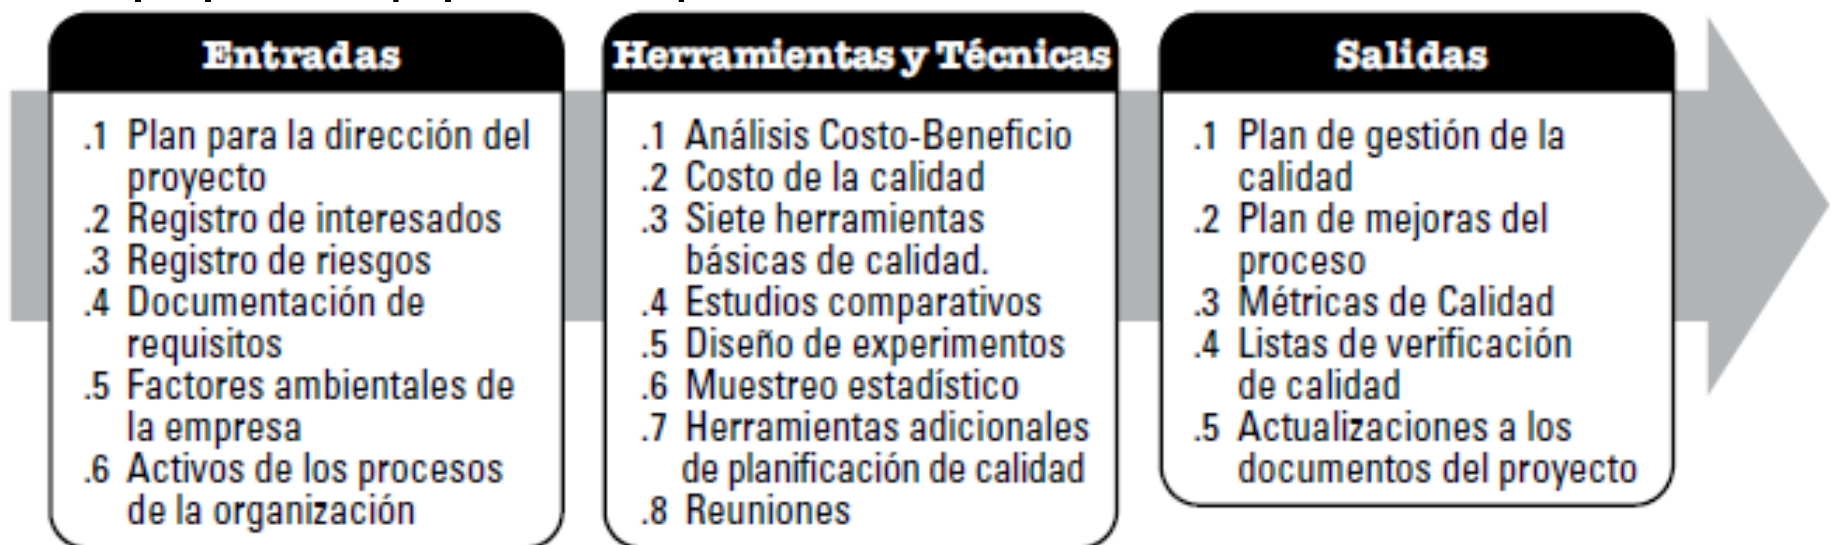 Entradas
.1 Plan para la dirección del
proyecto
.2 Registro de interesados
.3 Registro de riesgos
.4 Documentación de
requisitos
.5 Factores ambientales de
la empresa
.6 Activos de los procesos
de la organización
Herramientas y Técnicas
.1 Análisis Costo-Beneficio
.2 Costo de la calidad
.3 Siete herramientas
básicas de calidad.
.4 Estudios comparativos
.5 Diseño de experimentos
.6 Muestreo estadístico
.7 Herramientas adicionales
de planificación de calidad
.8 Reuniones
Salidas
.1 Plan de gestión de la
calidad
.2 Plan de mejoras del
proceso
.3 Métricas de Calidad
.4 Listas de verificación
de calidad
.5 Actualizaciones a los
documentos del proyecto